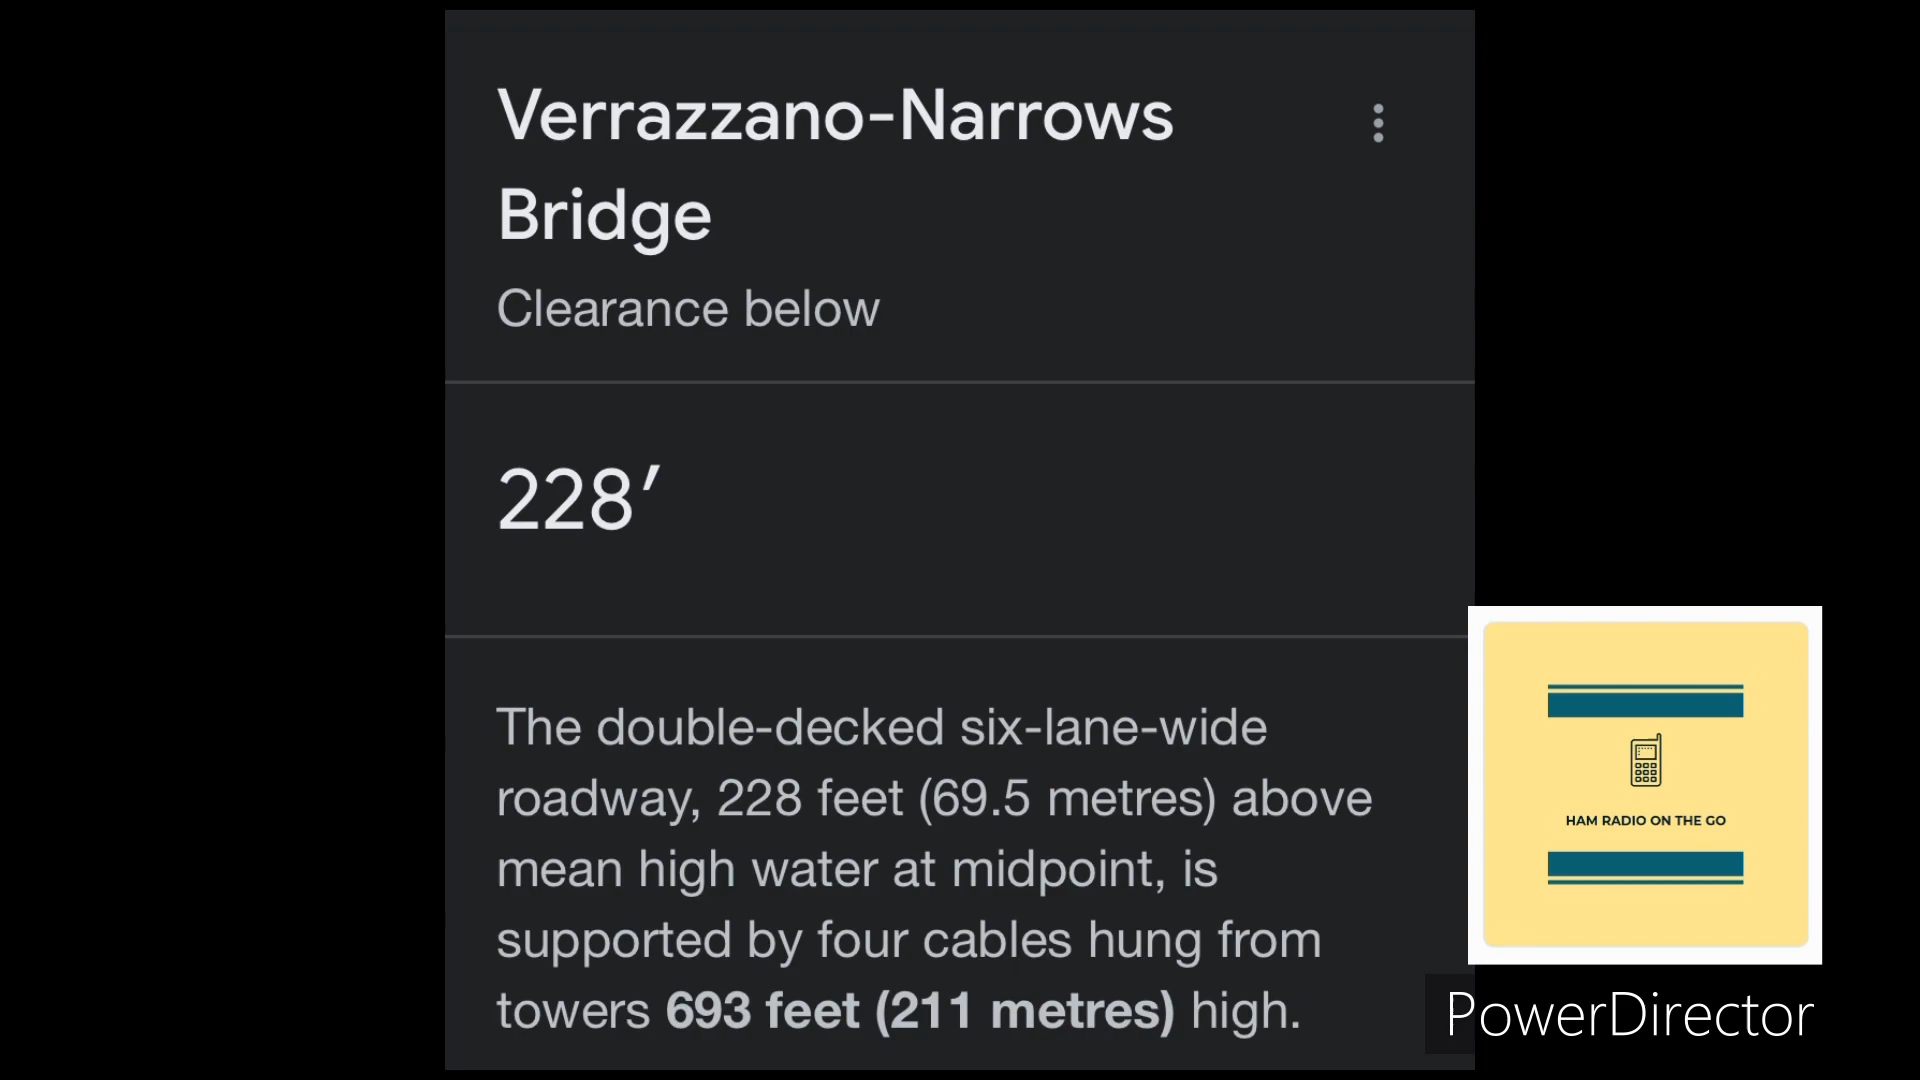 Verrazzano-Narrows
Bridge
Clearance below
228′
The double-decked six-lane-wide
roadway, 228 feet (69.5 metres) above
mean high water at midpoint, is
supported by four cables hung from
towers 693 feet (211 metres) high.
HAM RADIO ON THE GO
PowerDirector